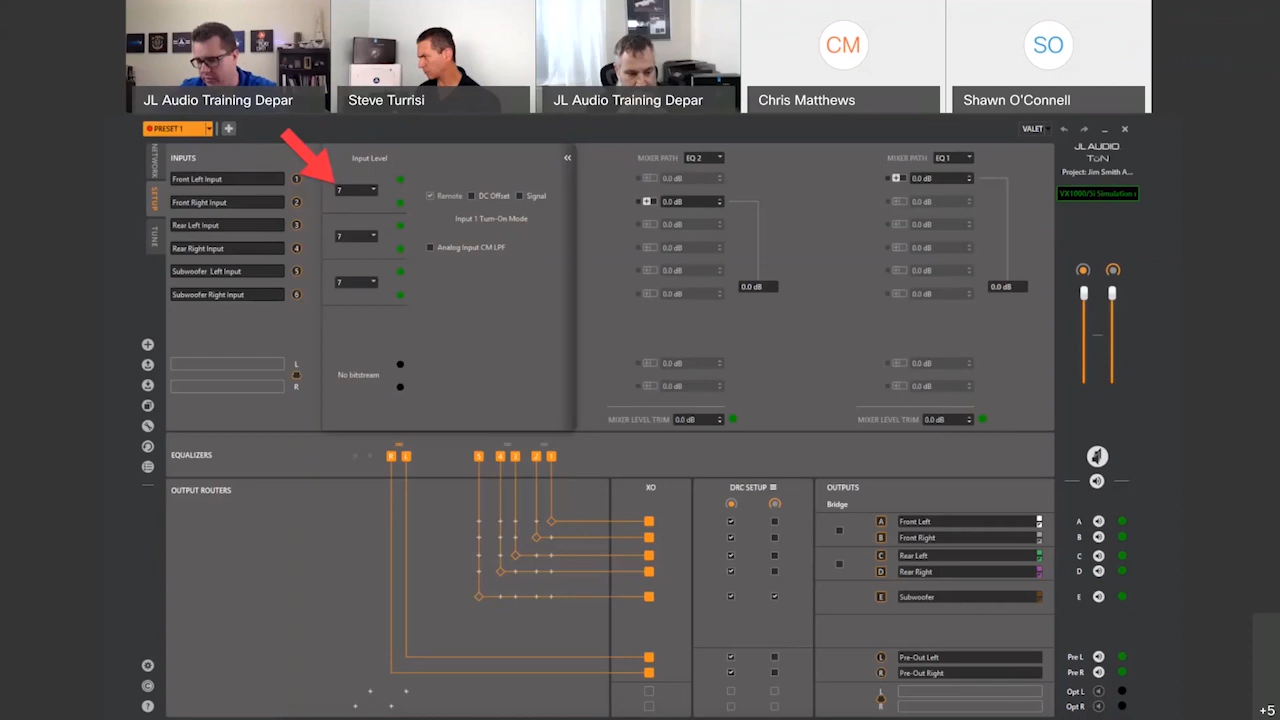 JL Audio Training Depar
Steve Turrisi
JL Audio Training Depar
CM
Chris Matthews
SO
Shawn O'Connell
PRESET 1
VALET
JL AUDIO
TüN
Project: Jim Smith A...
VX1000/5i Simulation
NETWORK
SETUP
TUNE
INPUTS
Front Left Input 1
Front Right Input 2
Rear Left Input 3
Rear Right Input 4
Subwoofer Left Input 5
Subwoofer Right Input 6
L
R
Input Level
7
7
7
No bitstream
Remote DC Offset Signal
Input 1 Turn-On Mode
Analog Input CM LPF
MIXER PATH EQ 2
0.0 dB
0.0 dB
0.0 dB
0.0 dB
0.0 dB
0.0 dB
0.0 dB
0.0 dB
0.0 dB
MIXER LEVEL TRIM 0.0 dB
MIXER PATH EQ 1
0.0 dB
0.0 dB
0.0 dB
0.0 dB
0.0 dB
0.0 dB
0.0 dB
0.0 dB
0.0 dB
MIXER LEVEL TRIM 0.0 dB
EQUALIZERS
R L 5 4 3 2 1
OUTPUT ROUTERS
XO
DRC SETUP
OUTPUTS
Bridge
A Front Left A
B Front Right B
C Rear Left C
D Rear Right D
E Subwoofer E
L Pre-Out Left Pre L
R Pre-Out Right Pre R
L Opt L
R Opt R
+5